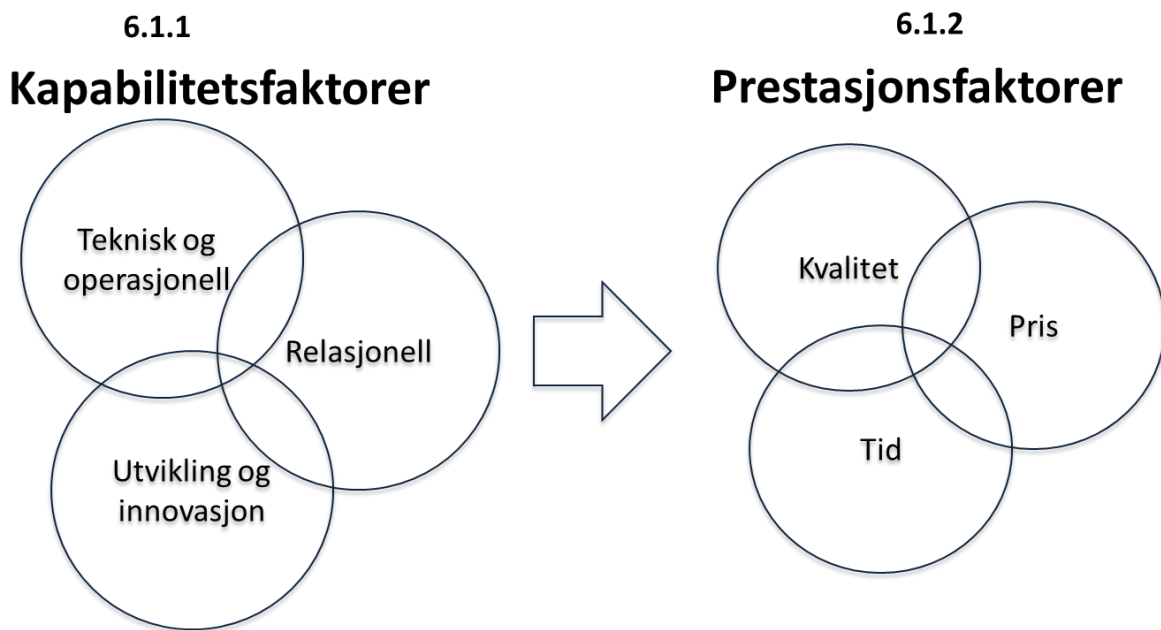 6.1.1
Kapabilitetsfaktorer
Teknisk og
operasjonell
Relasjonell
Utvikling og
innovasjon
6.1.2
Prestasjonsfaktorer
Kvalitet
Pris
Tid